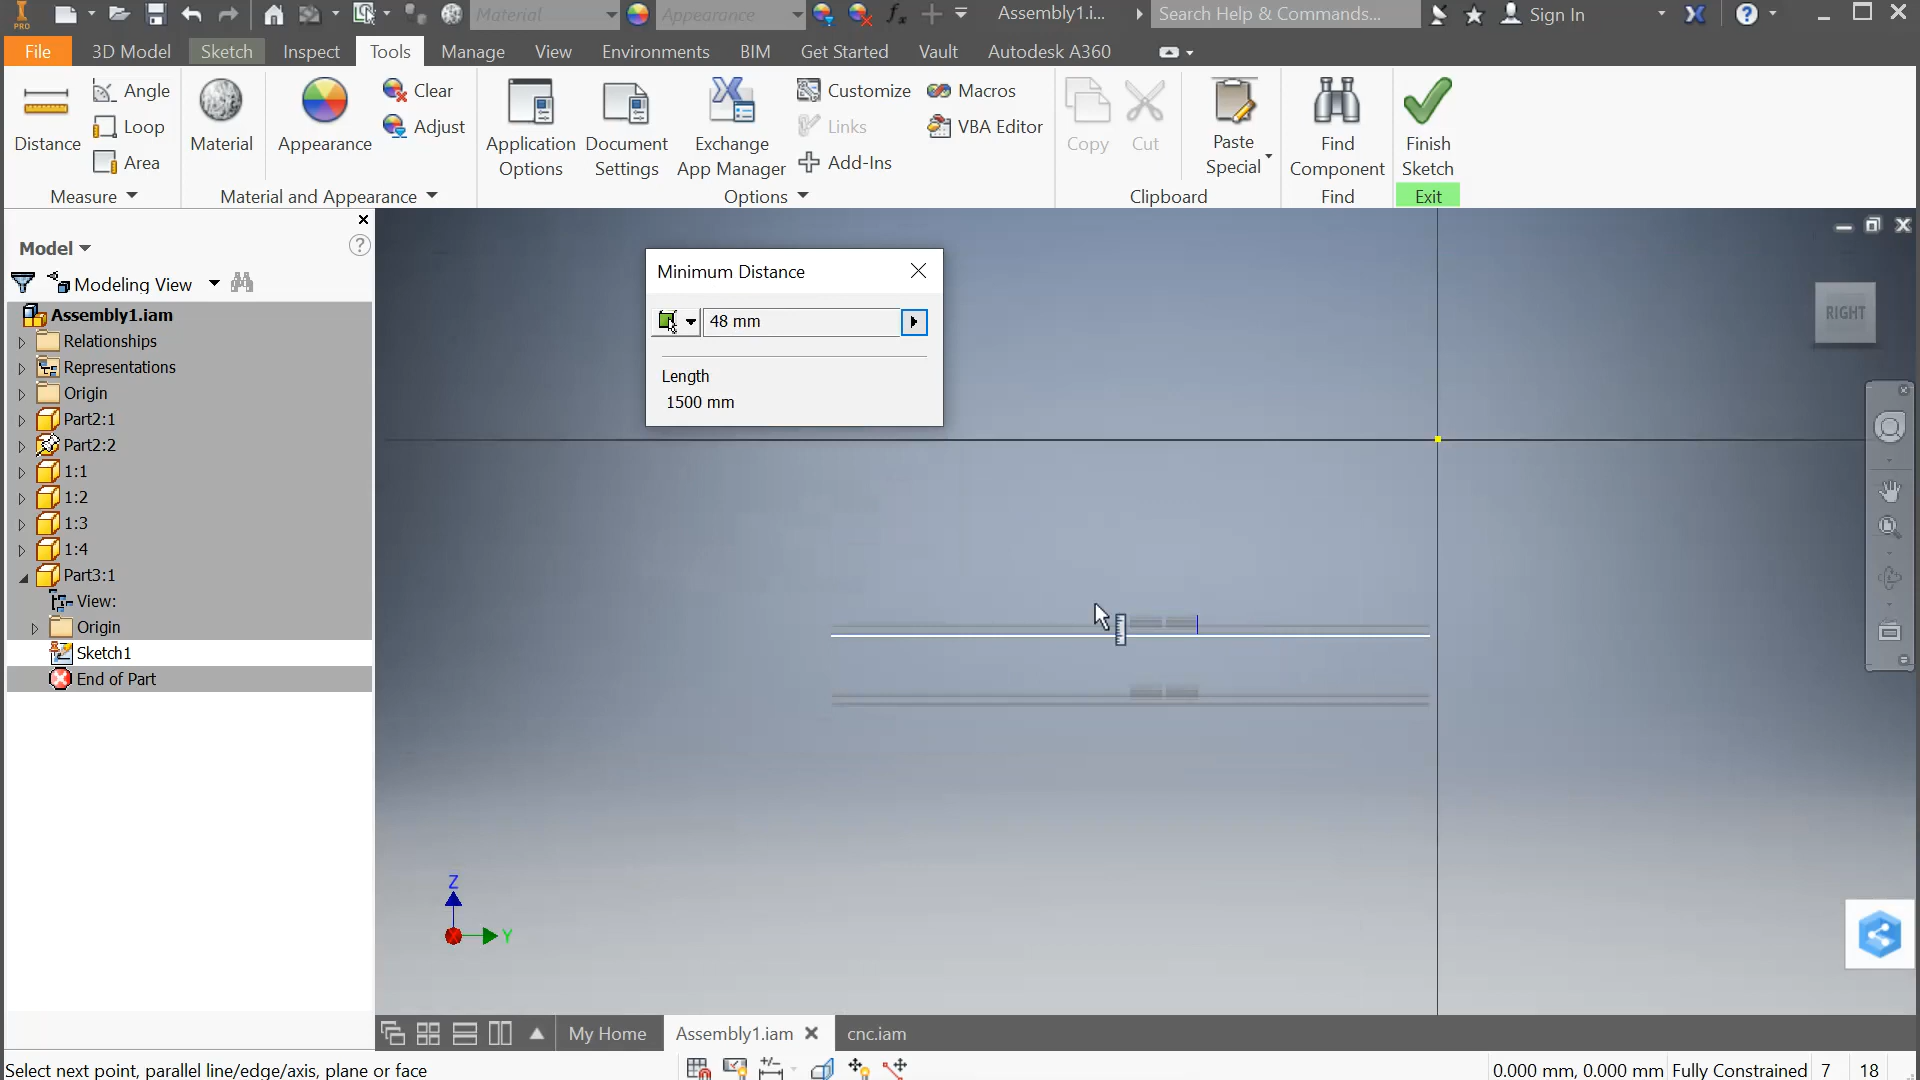 PRO
Material
Appearance
Assembly1.i...
Search Help & Commands...
Sign In
File
3D Model
Sketch
Inspect
Tools
Manage
View
Environments
BIM
Get Started
Vault
Autodesk A360
Distance
Angle
Loop
Area
Material
Appearance
Clear
Adjust
Application
Options
Document
Settings
Exchange
App Manager
Customize
Links
Add-Ins
Macros
VBA Editor
Copy
Cut
Paste
Special
Find
Component
Finish
Sketch
Measure
Material and Appearance
Options
Clipboard
Find
Exit
Model
Modeling View
Assembly1.iam
Relationships
Representations
Origin
Part2:1
Part2:2
1:1
1:2
1:3
1:4
Part3:1
View:
Origin
Sketch1
End of Part
Minimum Distance
48 mm
Length
1500 mm
RIGHT
Z
Y
My Home
Assembly1.iam
cnc.iam
Select next point, parallel line/edge/axis, plane or face
0.000 mm, 0.000 mm
Fully Constrained
7
18